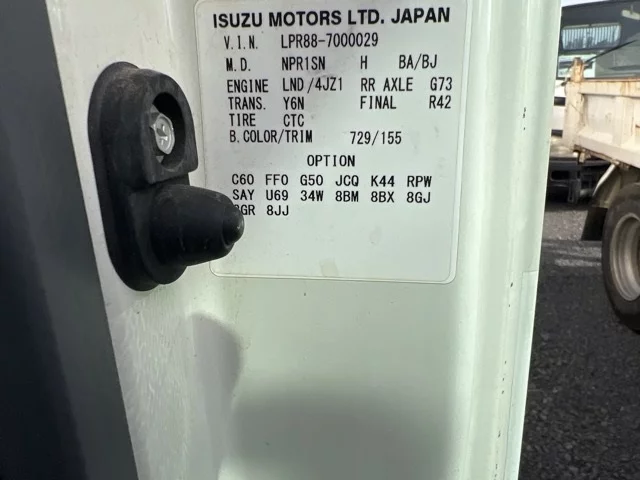 ISUZU MOTORS LTD. JAPAN
V.I.N. LPR88-7000029
M.D. NPR1SN H BA/BJ
ENGINE LND/4JZ1 RR AXLE G73
TRANS. Y6N FINAL R42
TIRE CTC
B.COLOR/TRIM 729/155
OPTION
C60 FF0 G50 JCQ K44 RPW
SAY U69 34W 8BM 8BX 8GJ
8JJ